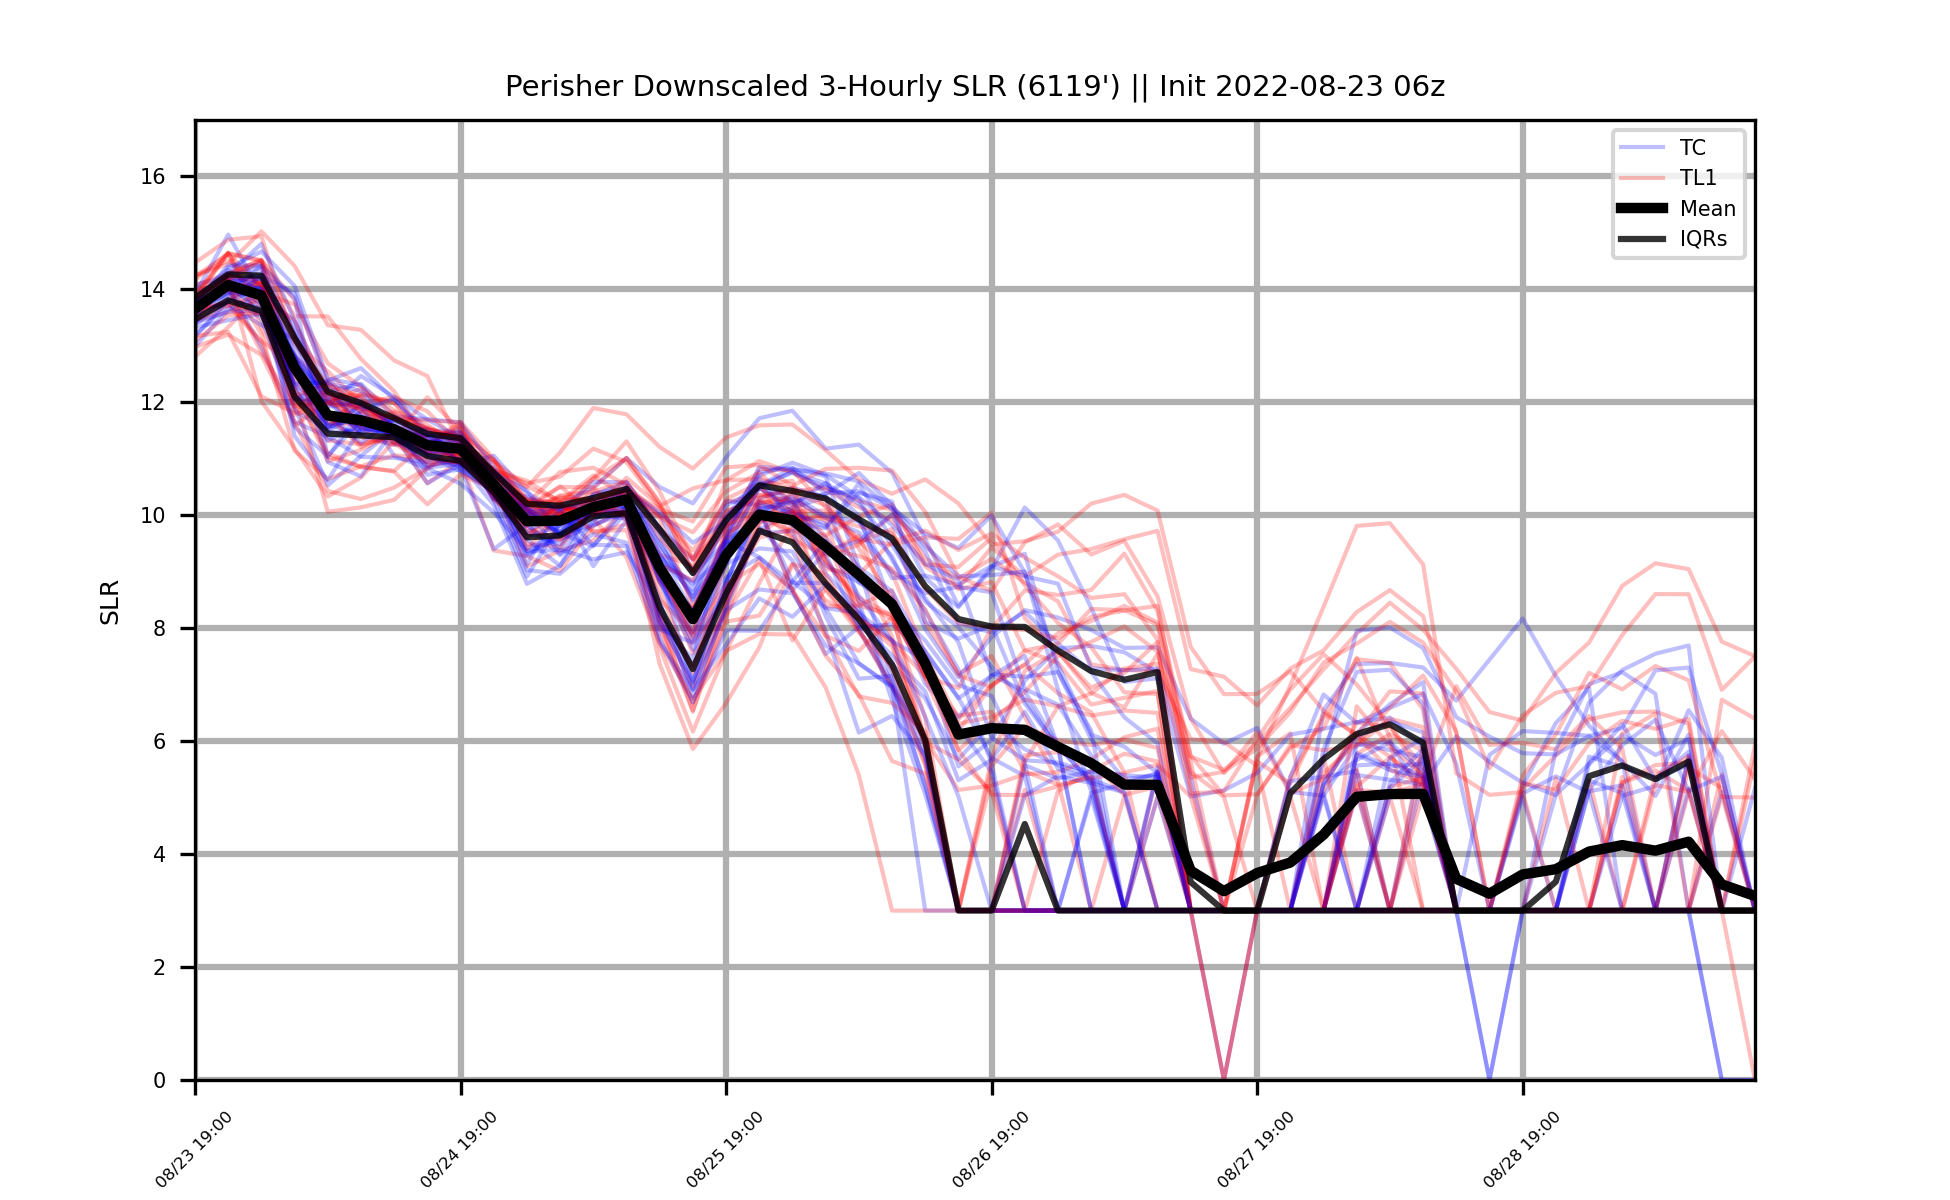 Perisher Downscaled 3-Hourly SLR (6119') || Init 2022-08-23 06z
TC
TL1
Mean
IQRs
SLR
16
14
12
10
8
6
4
2
0
08/23 19:00
08/24 19:00
08/25 19:00
08/26 19:00
08/27 19:00
08/28 19:00